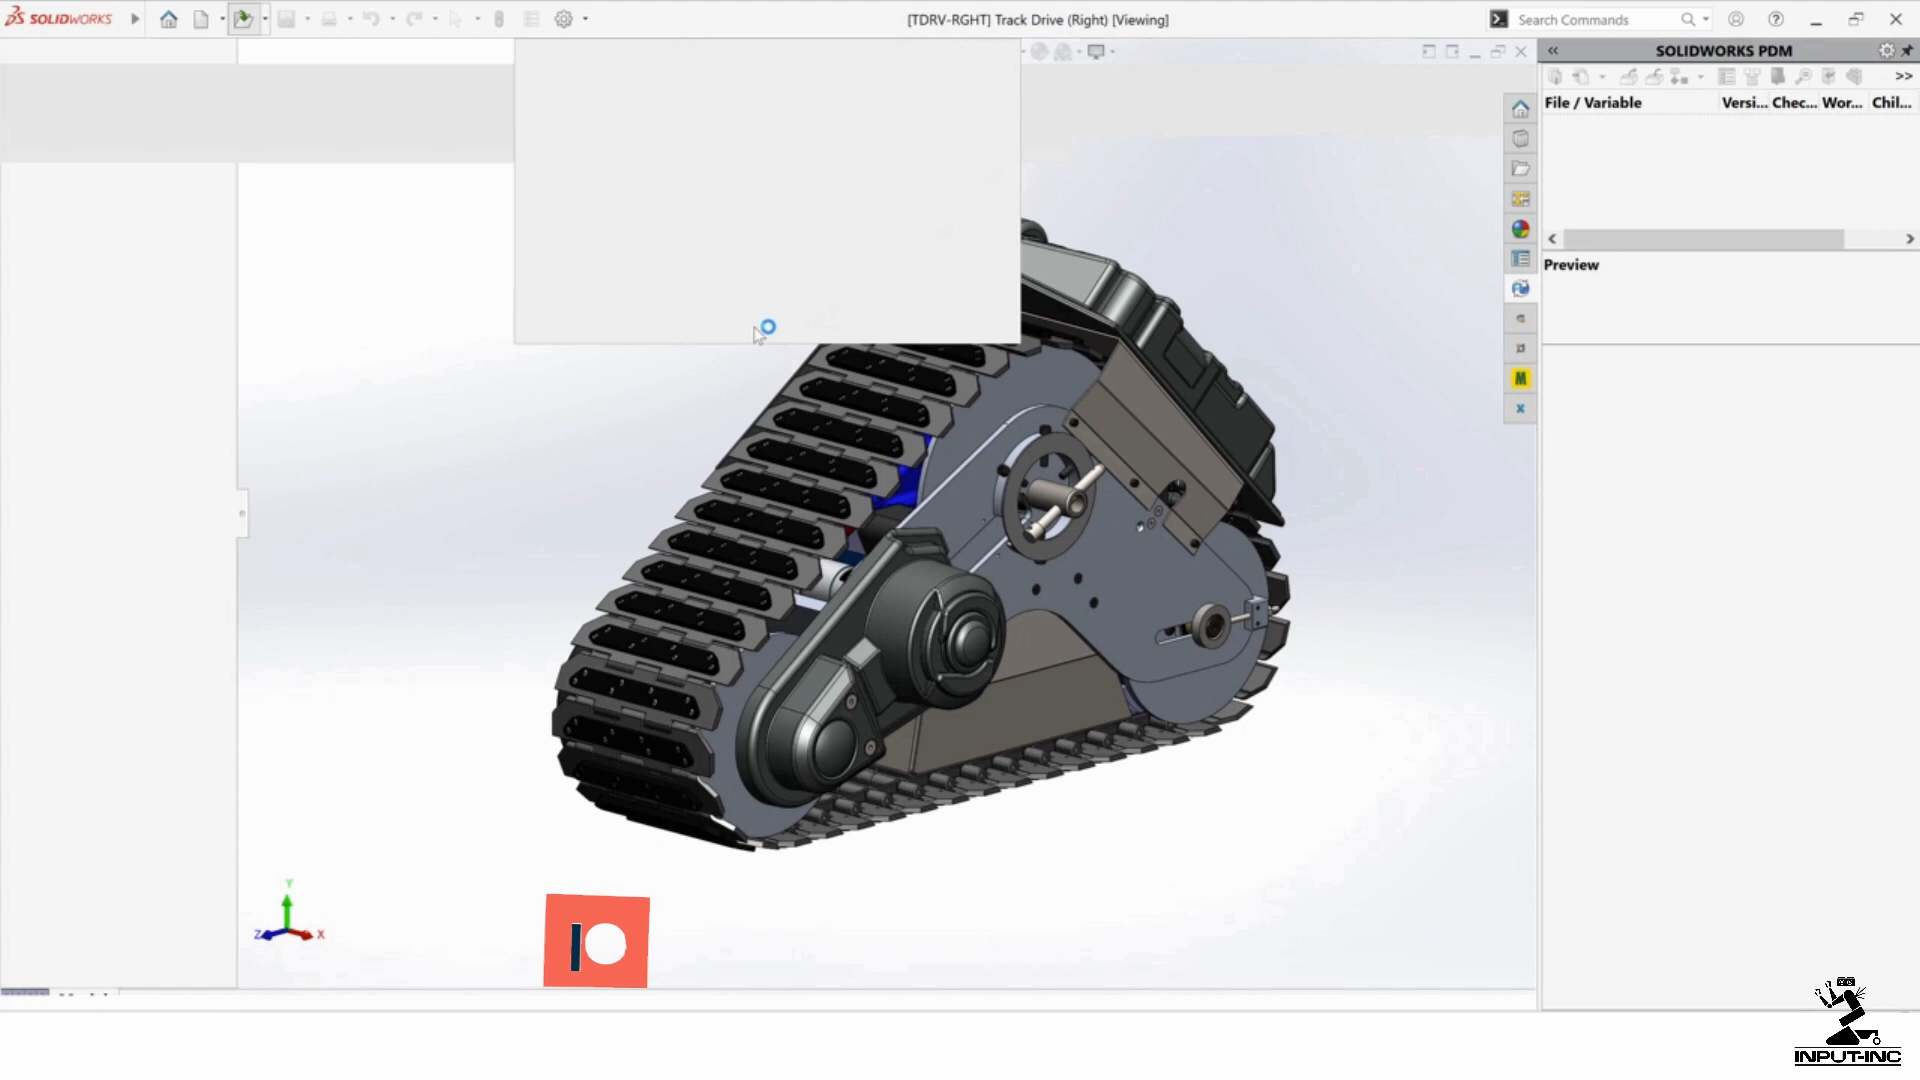 SOLIDWORKS
[TDRV-RGHT] Track Drive (Right) [Viewing]
Search Commands
SOLIDWORKS PDM
>>
File / Variable
Versi... Chec... Wor... Chil...
Preview
M
Y
Z
X
INPUT-INC